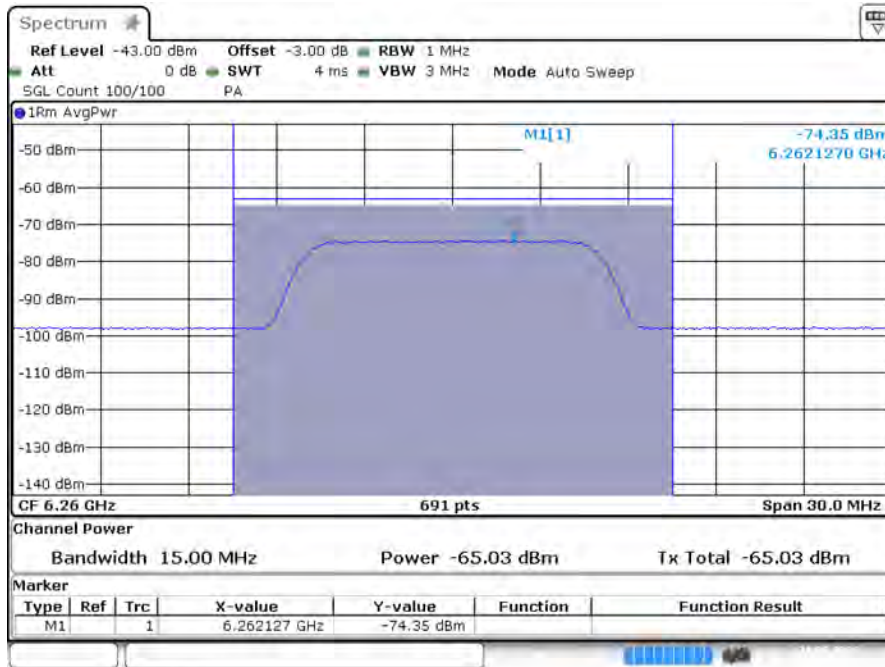 Spectrum
Ref Level -43.00 dBm Offset -3.00 dB RBW 1 MHz
Att 0 dB SWT 4 ms VBW 3 MHz Mode Auto Sweep
SGL Count 100/100 PA
1Rm AvgPwr
M1[1] -74.35 dBm
6.2621270 GHz
-50 dBm
-60 dBm
-70 dBm
-80 dBm
-90 dBm
-100 dBm
-110 dBm
-120 dBm
-130 dBm
-140 dBm
CF 6.26 GHz 691 pts Span 30.0 MHz
Channel Power
Bandwidth 15.00 MHz Power -65.03 dBm Tx Total -65.03 dBm
Marker
Type Ref Trc X-value Y-value Function Function Result
M1 1 6.262127 GHz -74.35 dBm